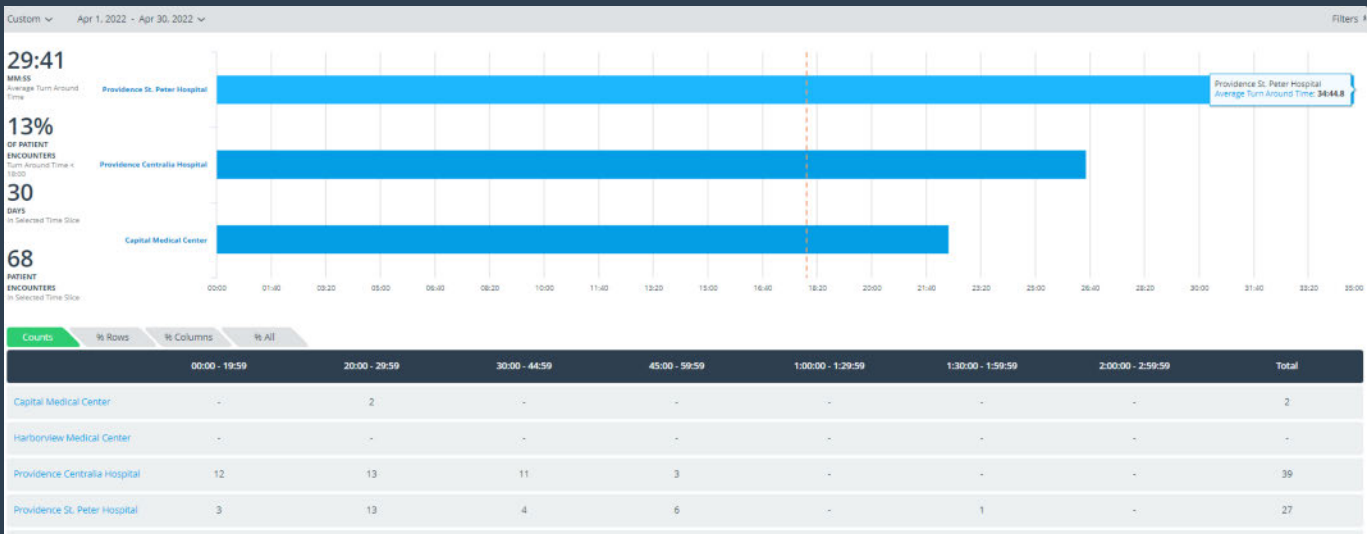 Custom Apr 1, 2022 - Apr 30, 2022 Filters
29:41
MM:SS
Average Turn Around
Time
13%
OF PATIENT
ENCOUNTERS
Turn Around Time <
18:00
30
DAYS
In Selected Time Slice
68
PATIENT
ENCOUNTERS
In Selected Time Slice
Providence St. Peter Hospital
Providence St. Peter Hospital
Average Turn Around Time: 34:44.8
Providence Centralia Hospital
Capital Medical Center
00:00 01:40 03:20 05:00 06:40 08:20 10:00 11:40 13:20 15:00 16:40 18:20 20:00 21:40 23:20 25:00 26:40 28:20 30:00 31:40 33:20 35:00
Counts % Rows % Columns % All
00:00 - 19:59 20:00 - 29:59 30:00 - 44:59 45:00 - 59:59 1:00:00 - 1:29:59 1:30:00 - 1:59:59 2:00:00 - 2:59:59 Total
Capital Medical Center - 2 - - - - - 2
Harborview Medical Center - - - - - - - -
Providence Centralia Hospital 12 13 11 3 - - - 39
Providence St. Peter Hospital 3 13 4 6 - 1 - 27